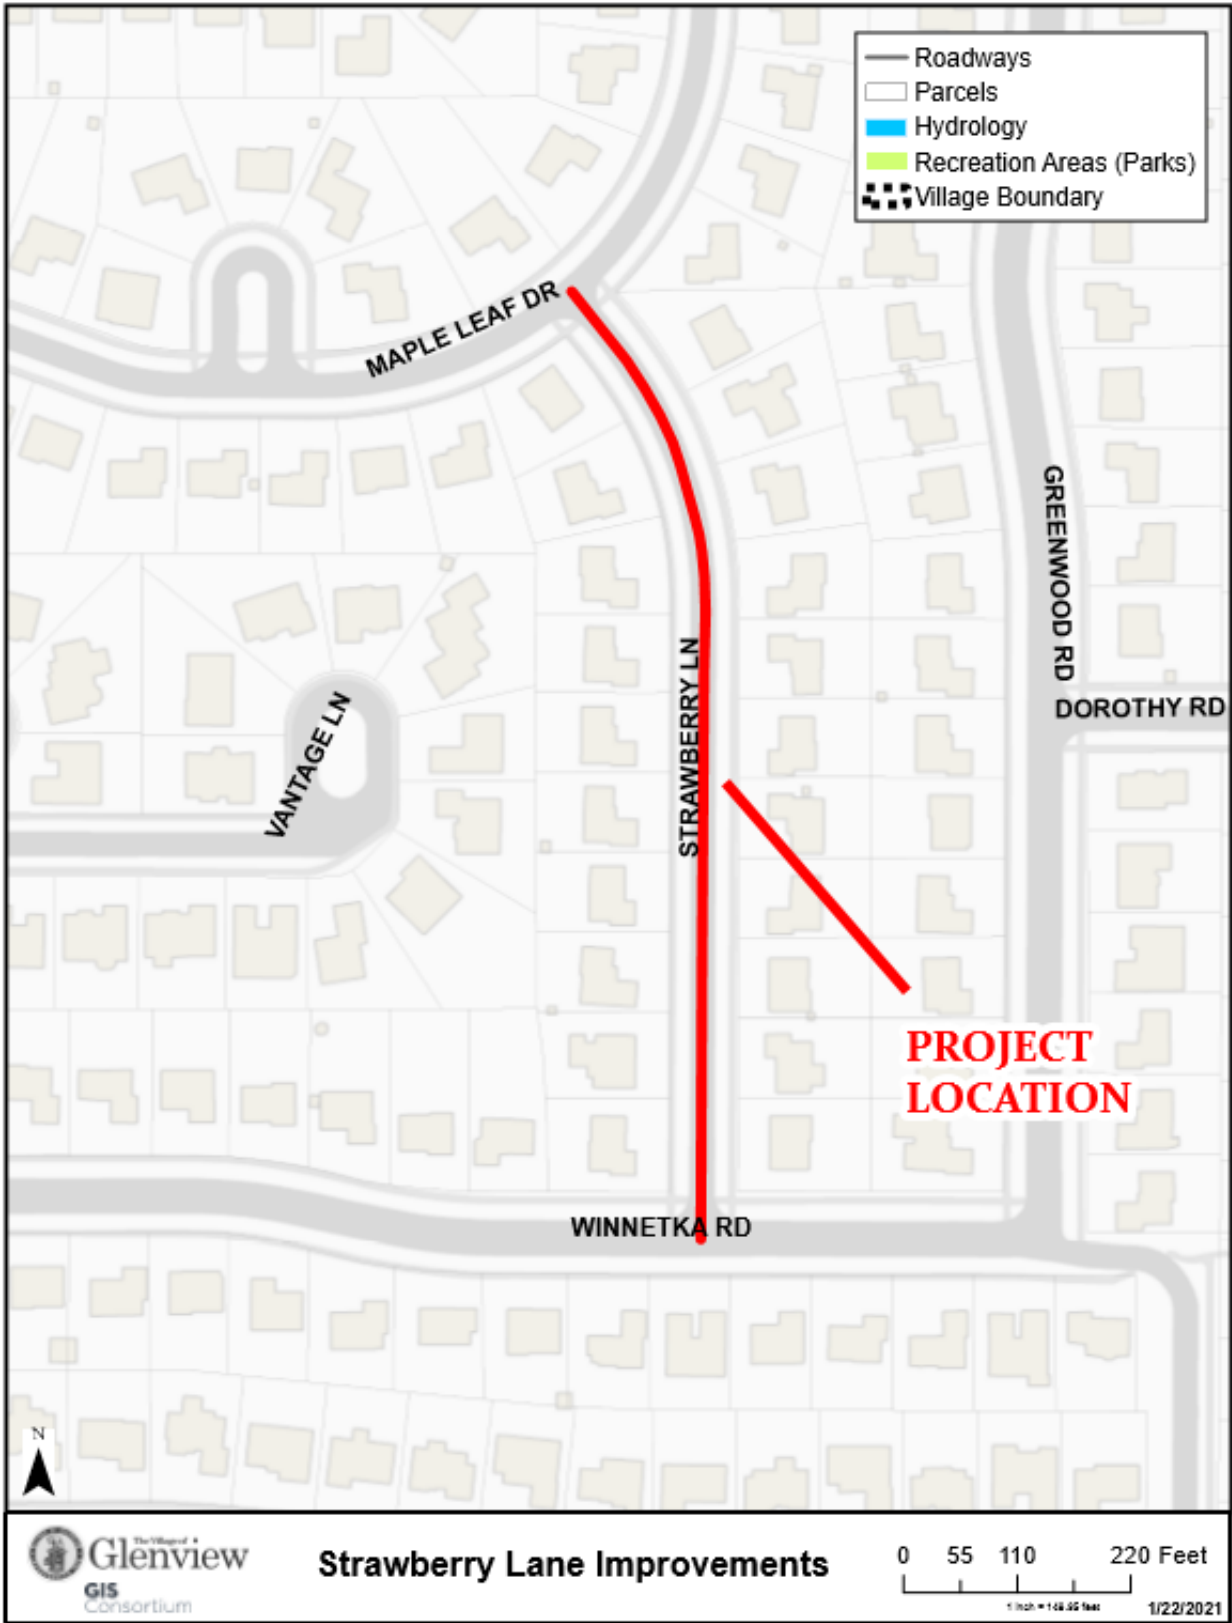 Roadways
Parcels
Hydrology
Recreation Areas (Parks)
Village Boundary
MAPLE LEAF DR
GREENWOOD RD
STRAWBERRY LN
VANTAGE LN
DOROTHY RD
PROJECT
LOCATION
WINNETKA RD
N
The Village of
Glenview
GIS
Consortium
Strawberry Lane Improvements
0 55 110 220 Feet
1/22/2021